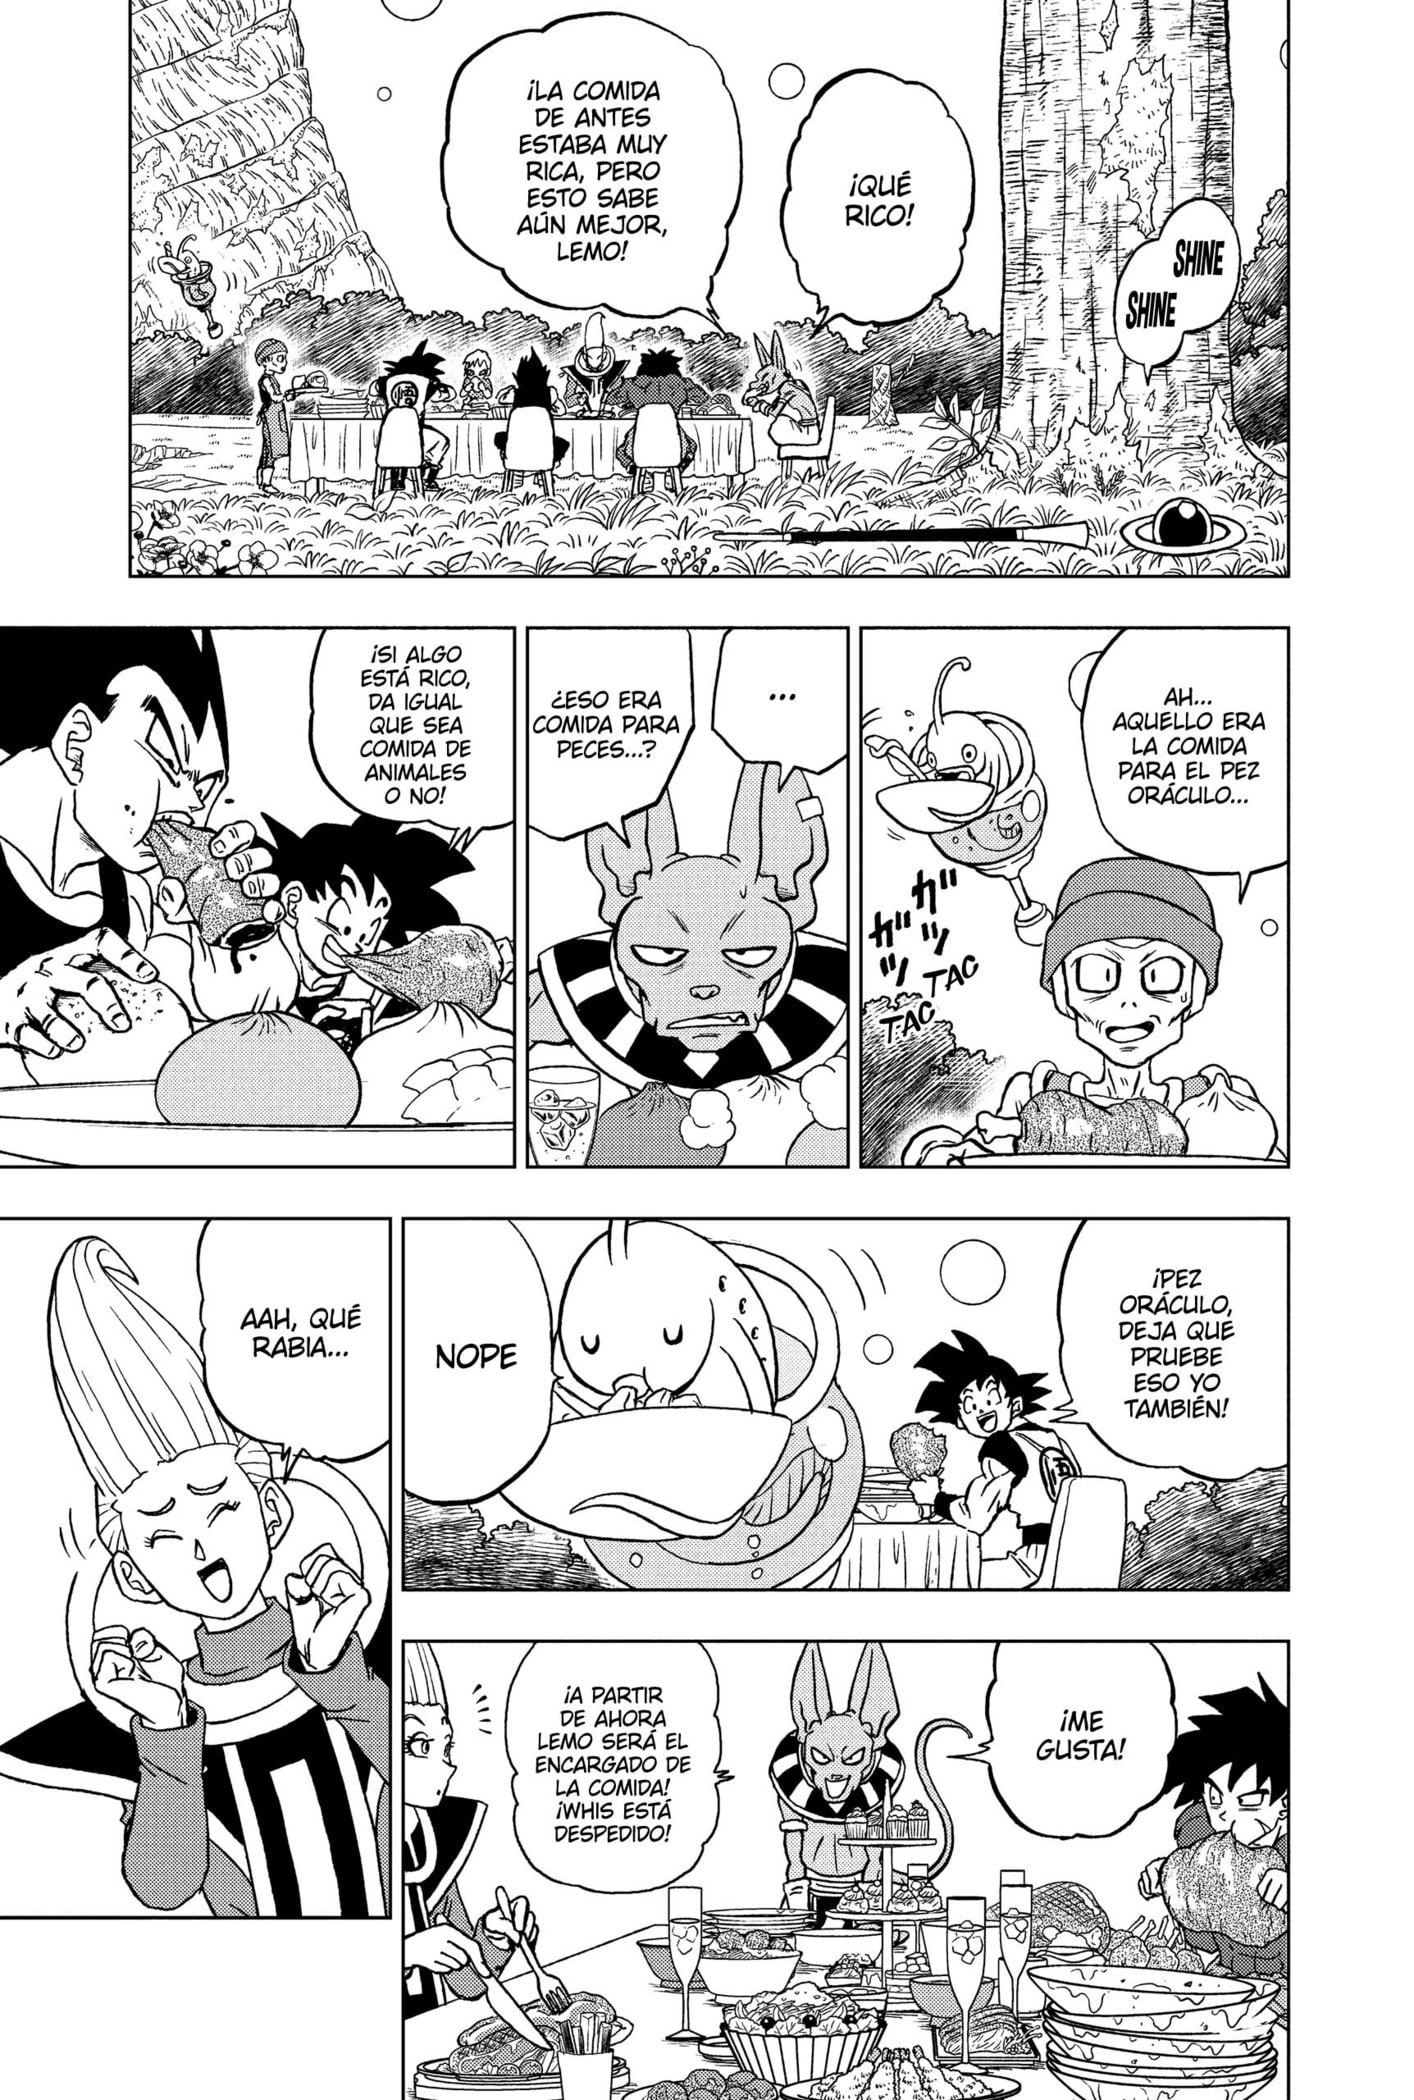 ¡QUÉ
RICO!
¡LA COMIDA
DE ANTES
ESTABA MUY
RICA, PERO
ESTO SABE
AÚN MEJOR,
LEMO!
SHINE
SHINE
AH...
AQUELLO ERA
LA COMIDA
PARA EL PEZ
ORÁCULO...
ガッ
ガッ
TAC
TAC
...
¿ESO ERA
COMIDA PARA
PECES...?
¡SI ALGO
ESTÁ RICO,
DA IGUAL
QUE SEA
COMIDA DE
ANIMALES
O NO!
¡PEZ
ORÁCULO,
DEJA QUE
PRUEBE
ESO YO
TAMBIÉN!
NOPE
¡ME
GUSTA!
¡A PARTIR
DE AHORA
LEMO SERÁ EL
ENCARGADO DE
LA COMIDA!
¡WHIS ESTÁ
DESPEDIDO!
AAH, QUÉ
RABIA...